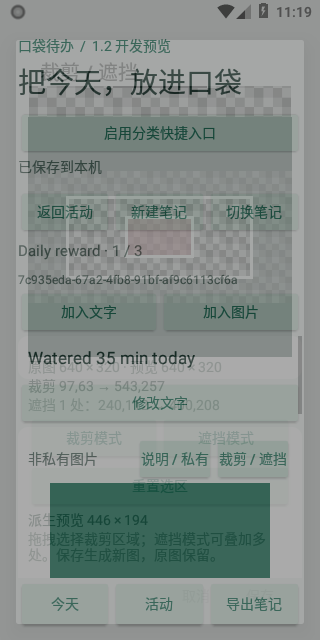 11:19
口袋待办 / 1.2 开发预览
裁剪 / 遮挡
把今天，放进口袋
启用分类快捷入口
已保存到本机
返回活动 新建笔记 切换笔记
Daily reward · 1 / 3
7c935eda-67a2-4fb8-91bf-af9c6113cf6a
加入文字 加入图片
Watered 35 min today
原图 640 × 320 · 预览 640 × 320
裁剪 97,63 → 543,257
遮挡 1 处：
修改文字
裁剪模式 遮挡模式
非私有图片 说明 / 私有 裁剪 / 遮挡
重置选区
派生预览 446 × 194
拖拽选择裁剪区域；遮挡模式可叠加多
处。保存生成新图，原图保留。
今天 活动 导出笔记